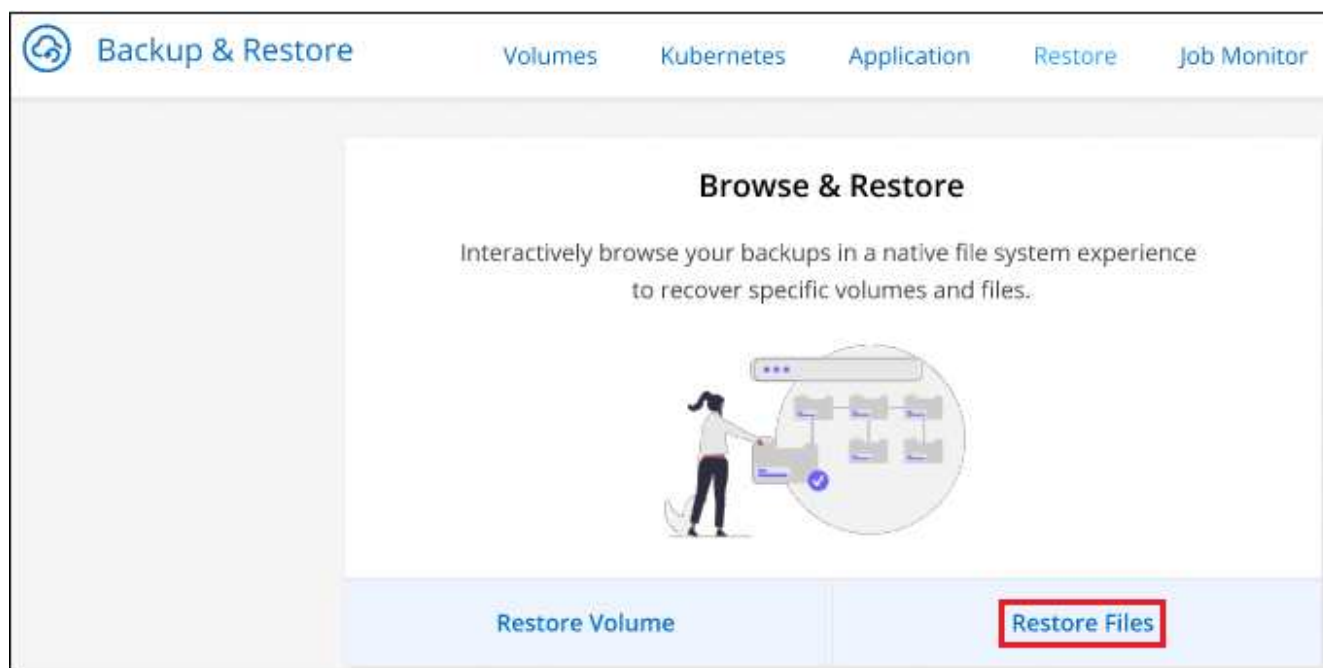 Backup & Restore Volumes Kubernetes Application Restore Job Monitor
Browse & Restore
Interactively browse your backups in a native file system experience
to recover specific volumes and files.
Restore Volume Restore Files